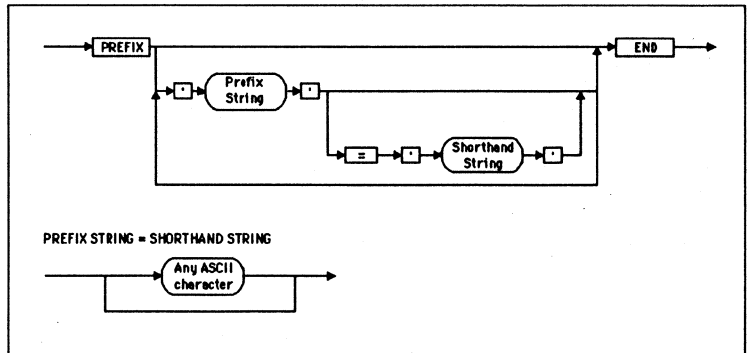 PREFIX
END
'
Prefix
String
'
=
'
Shorthand
String
'
PREFIX STRING = SHORTHAND STRING
Any ASCII
character